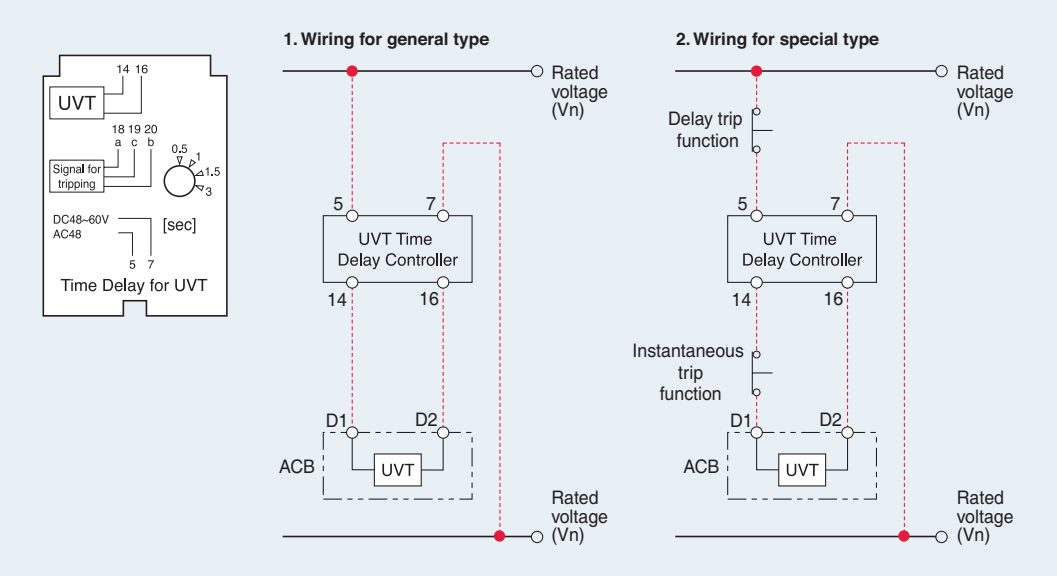 14 16
UVT
18 19 20
a c b
Signal for
tripping
0.5
1
1.5
3
[sec]
DC48~60V
AC48
5 7
Time Delay for UVT
1. Wiring for general type
Rated
voltage
(Vn)
5
7
UVT Time
Delay Controller
14
16
D1
D2
ACB
UVT
Rated
voltage
(Vn)
2. Wiring for special type
Rated
voltage
(Vn)
Delay trip
function
5
7
UVT Time
Delay Controller
14
16
Instantaneous
trip
function
D1
D2
ACB
UVT
Rated
voltage
(Vn)